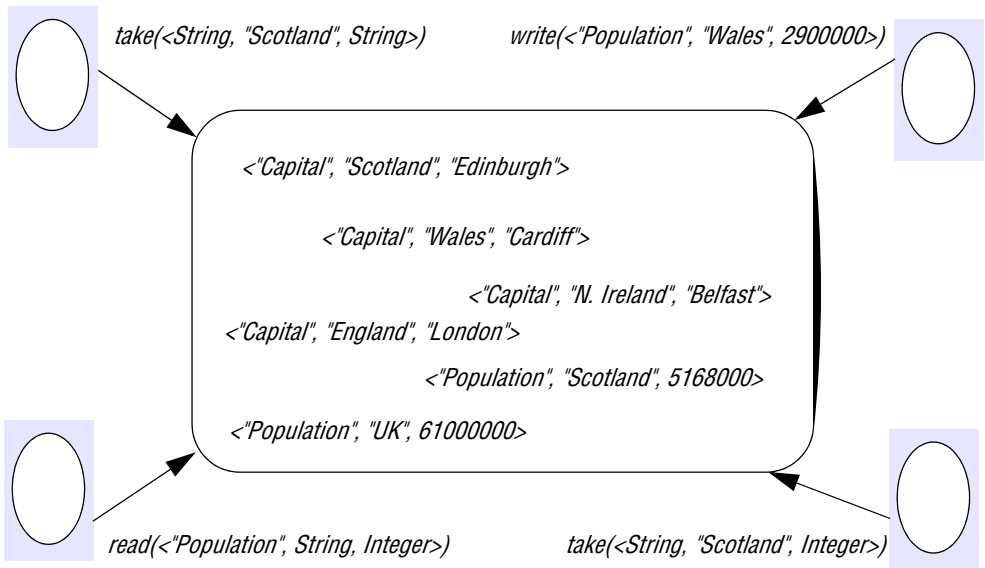 take(<String, "Scotland", String>)
write(<"Population", "Wales", 2900000>)
<"Capital", "Scotland", "Edinburgh">
<"Capital", "Wales", "Cardiff">
<"Capital", "N. Ireland", "Belfast">
<"Capital", "England", "London">
<"Population", "Scotland", 5168000>
<"Population", "UK", 61000000>
read(<"Population", String, Integer>)
take(<String, "Scotland", Integer>)